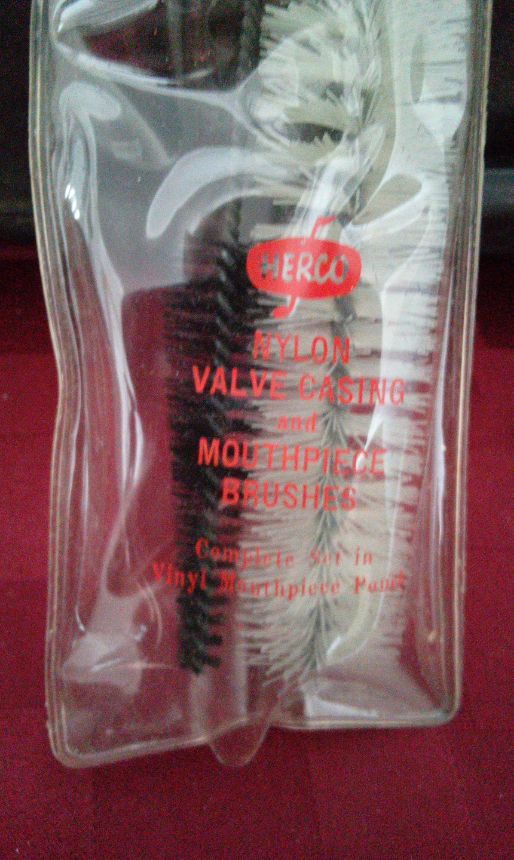 HERCO
NYLON
VALVE CASING
and
MOUTHPIECE
BRUSHES
Complete Set in
Vinyl Mouthpiece